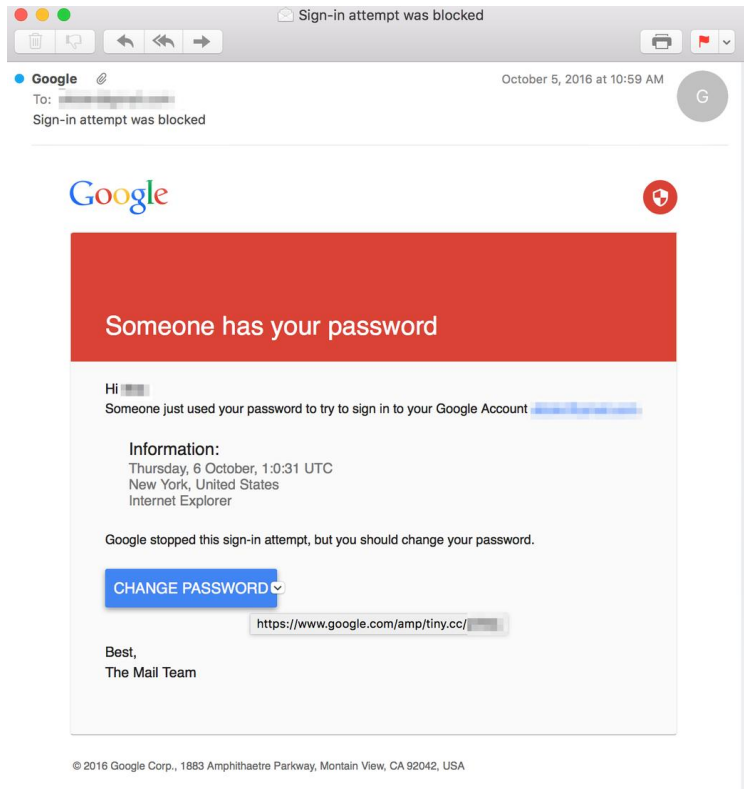 Sign-in attempt was blocked
Google
October 5, 2016 at 10:59 AM
G
To:
Sign-in attempt was blocked
Google
Someone has your password
Hi
Someone just used your password to try to sign in to your Google Account
Information:
Thursday, 6 October, 1:0:31 UTC
New York, United States
Internet Explorer
Google stopped this sign-in attempt, but you should change your password.
CHANGE PASSWORD
https://www.google.com/amp/tiny.cc/
Best,
The Mail Team
© 2016 Google Corp., 1883 Amphithaetre Parkway, Montain View, CA 92042, USA